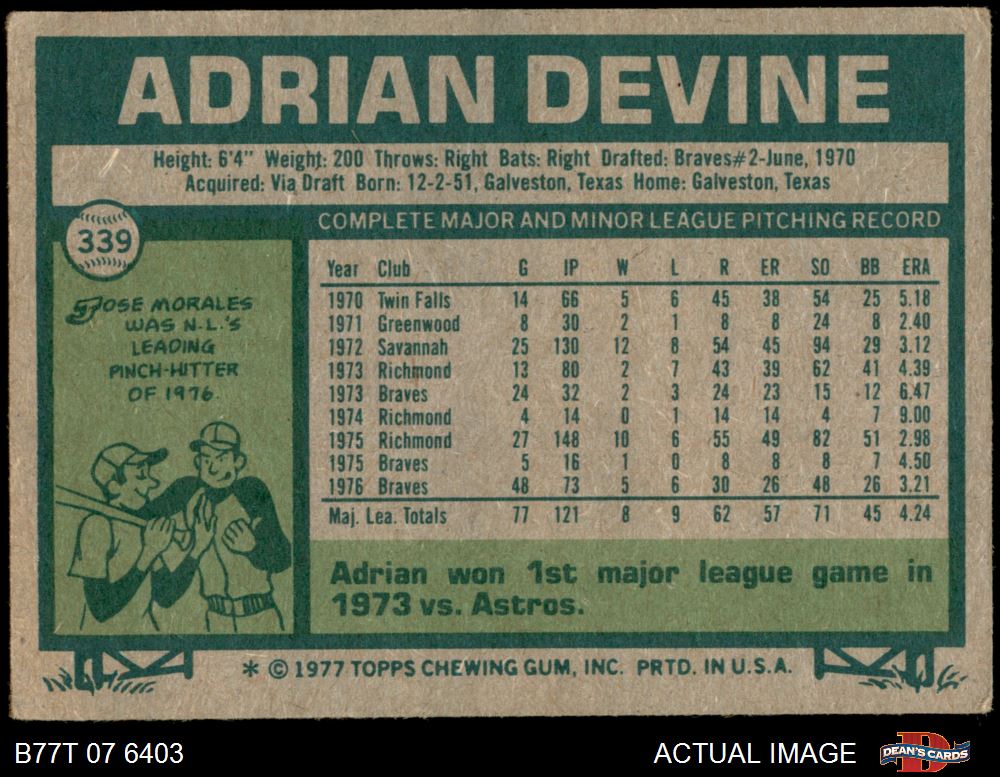 ADRIAN DEVINE
Height: 6'4" Weight: 200 Throws: Right Bats: Right Drafted: Braves#2-June, 1970
Acquired: Via Draft Born: 12-2-51, Galveston, Texas Home: Galveston, Texas
339
COMPLETE MAJOR AND MINOR LEAGUE PITCHING RECORD
JOSE MORALES
WAS N.L.'S
LEADING
PINCH-HITTER
OF 1976.
Year Club G IP W L R ER SO BB ERA
1970 Twin Falls 14 66 5 6 45 38 54 25 5.18
1971 Greenwood 8 30 2 1 8 8 24 8 2.40
1972 Savannah 25 130 12 8 54 45 94 29 3.12
1973 Richmond 13 80 2 7 43 39 62 41 4.39
1973 Braves 24 32 2 3 24 23 15 12 6.47
1974 Richmond 4 14 0 1 14 14 4 7 9.00
1975 Richmond 27 148 10 6 55 49 82 51 2.98
1975 Braves 5 16 1 0 8 8 8 7 4.50
1976 Braves 48 73 5 6 30 26 48 26 3.21
Maj. Lea. Totals 77 121 8 9 62 57 71 45 4.24
Adrian won 1st major league game in
1973 vs. Astros.
* © 1977 TOPPS CHEWING GUM, INC. PRTD. IN U.S.A.
B77T 07 6403
ACTUAL IMAGE
DEAN'S CARDS